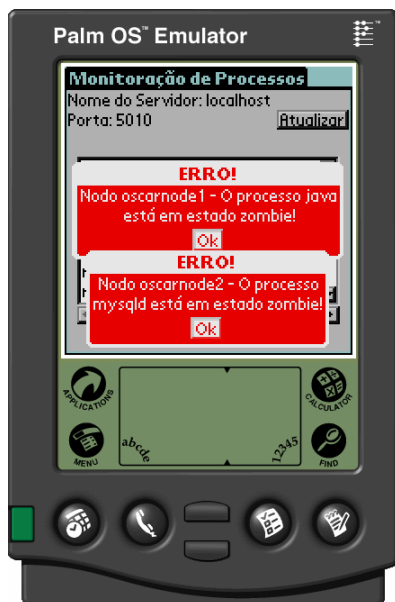 Palm OS™ Emulator
Monitoração de Processos
Nome do Servidor: localhost
Porta: 5010
Atualizar
ERRO!
Nodo oscarnode1 - O processo java
está em estado zombie!
Ok
ERRO!
Nodo oscarnode2 - O processo
mysqld está em estado zombie!
Ok
APPLICATIONS
CALCULATOR
MENU
abcde
12345
FIND